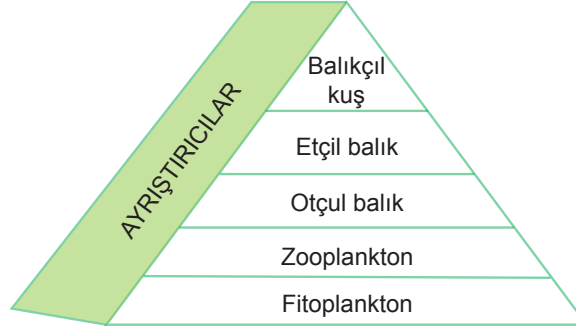 AYRIŞTIRICILAR
Balıkçıl
kuş
Etçil balık
Otçul balık
Zooplankton
Fitoplankton